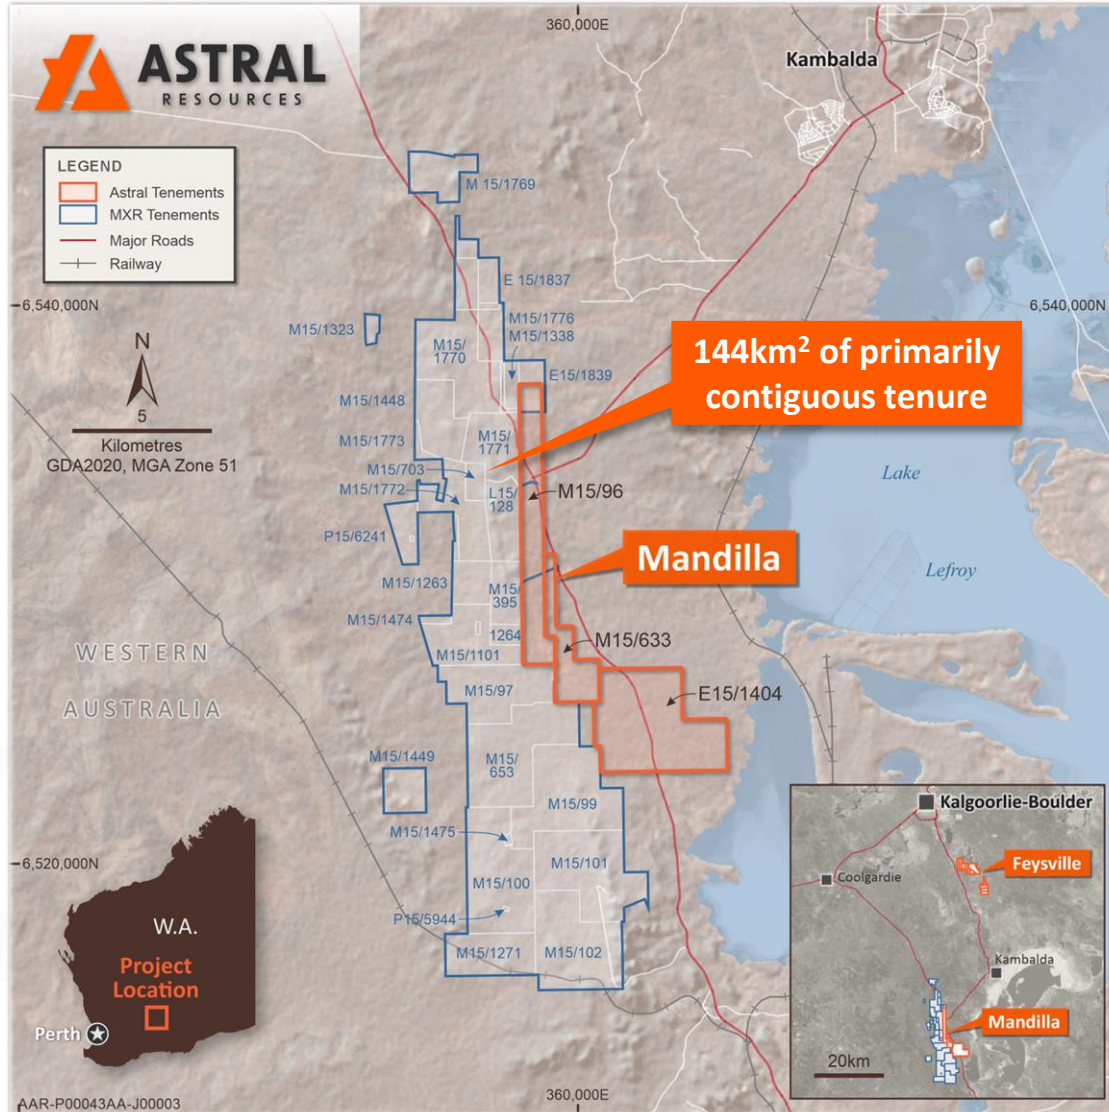 360,000E
ASTRAL
RESOURCES
Kambalda
LEGEND
Astral Tenements
MXR Tenements
Major Roads
Railway
M 15/1769
E 15/1837
6,540,000N
6,540,000N
M15/1776
M15/1323
M15/1338
M15/
1770
N
144km² of primarily
contiguous tenure
E15/1839
M15/1448
5
Kilometres
GDA2020, MGA Zone 51
M15/1773
M15/
1771
M15/703
M15/1772
L15/
128
M15/96
Lake
P15/6241
Mandilla
Lefroy
M15/1263
M15/
395
M15/1474
1264
M15/633
WESTERN
AUSTRALIA
M15/1101
M15/97
E15/1404
M15/1449
M15/
653
M15/99
M15/1475
6,520,000N
M15/101
M15/100
P15/5944
M15/1271
M15/102
W.A.
Project
Location
Perth
Kalgoorlie-Boulder
Feysville
Coolgardie
Kambalda
Mandilla
20km
360,000E
AAR-P00043AA-J00003